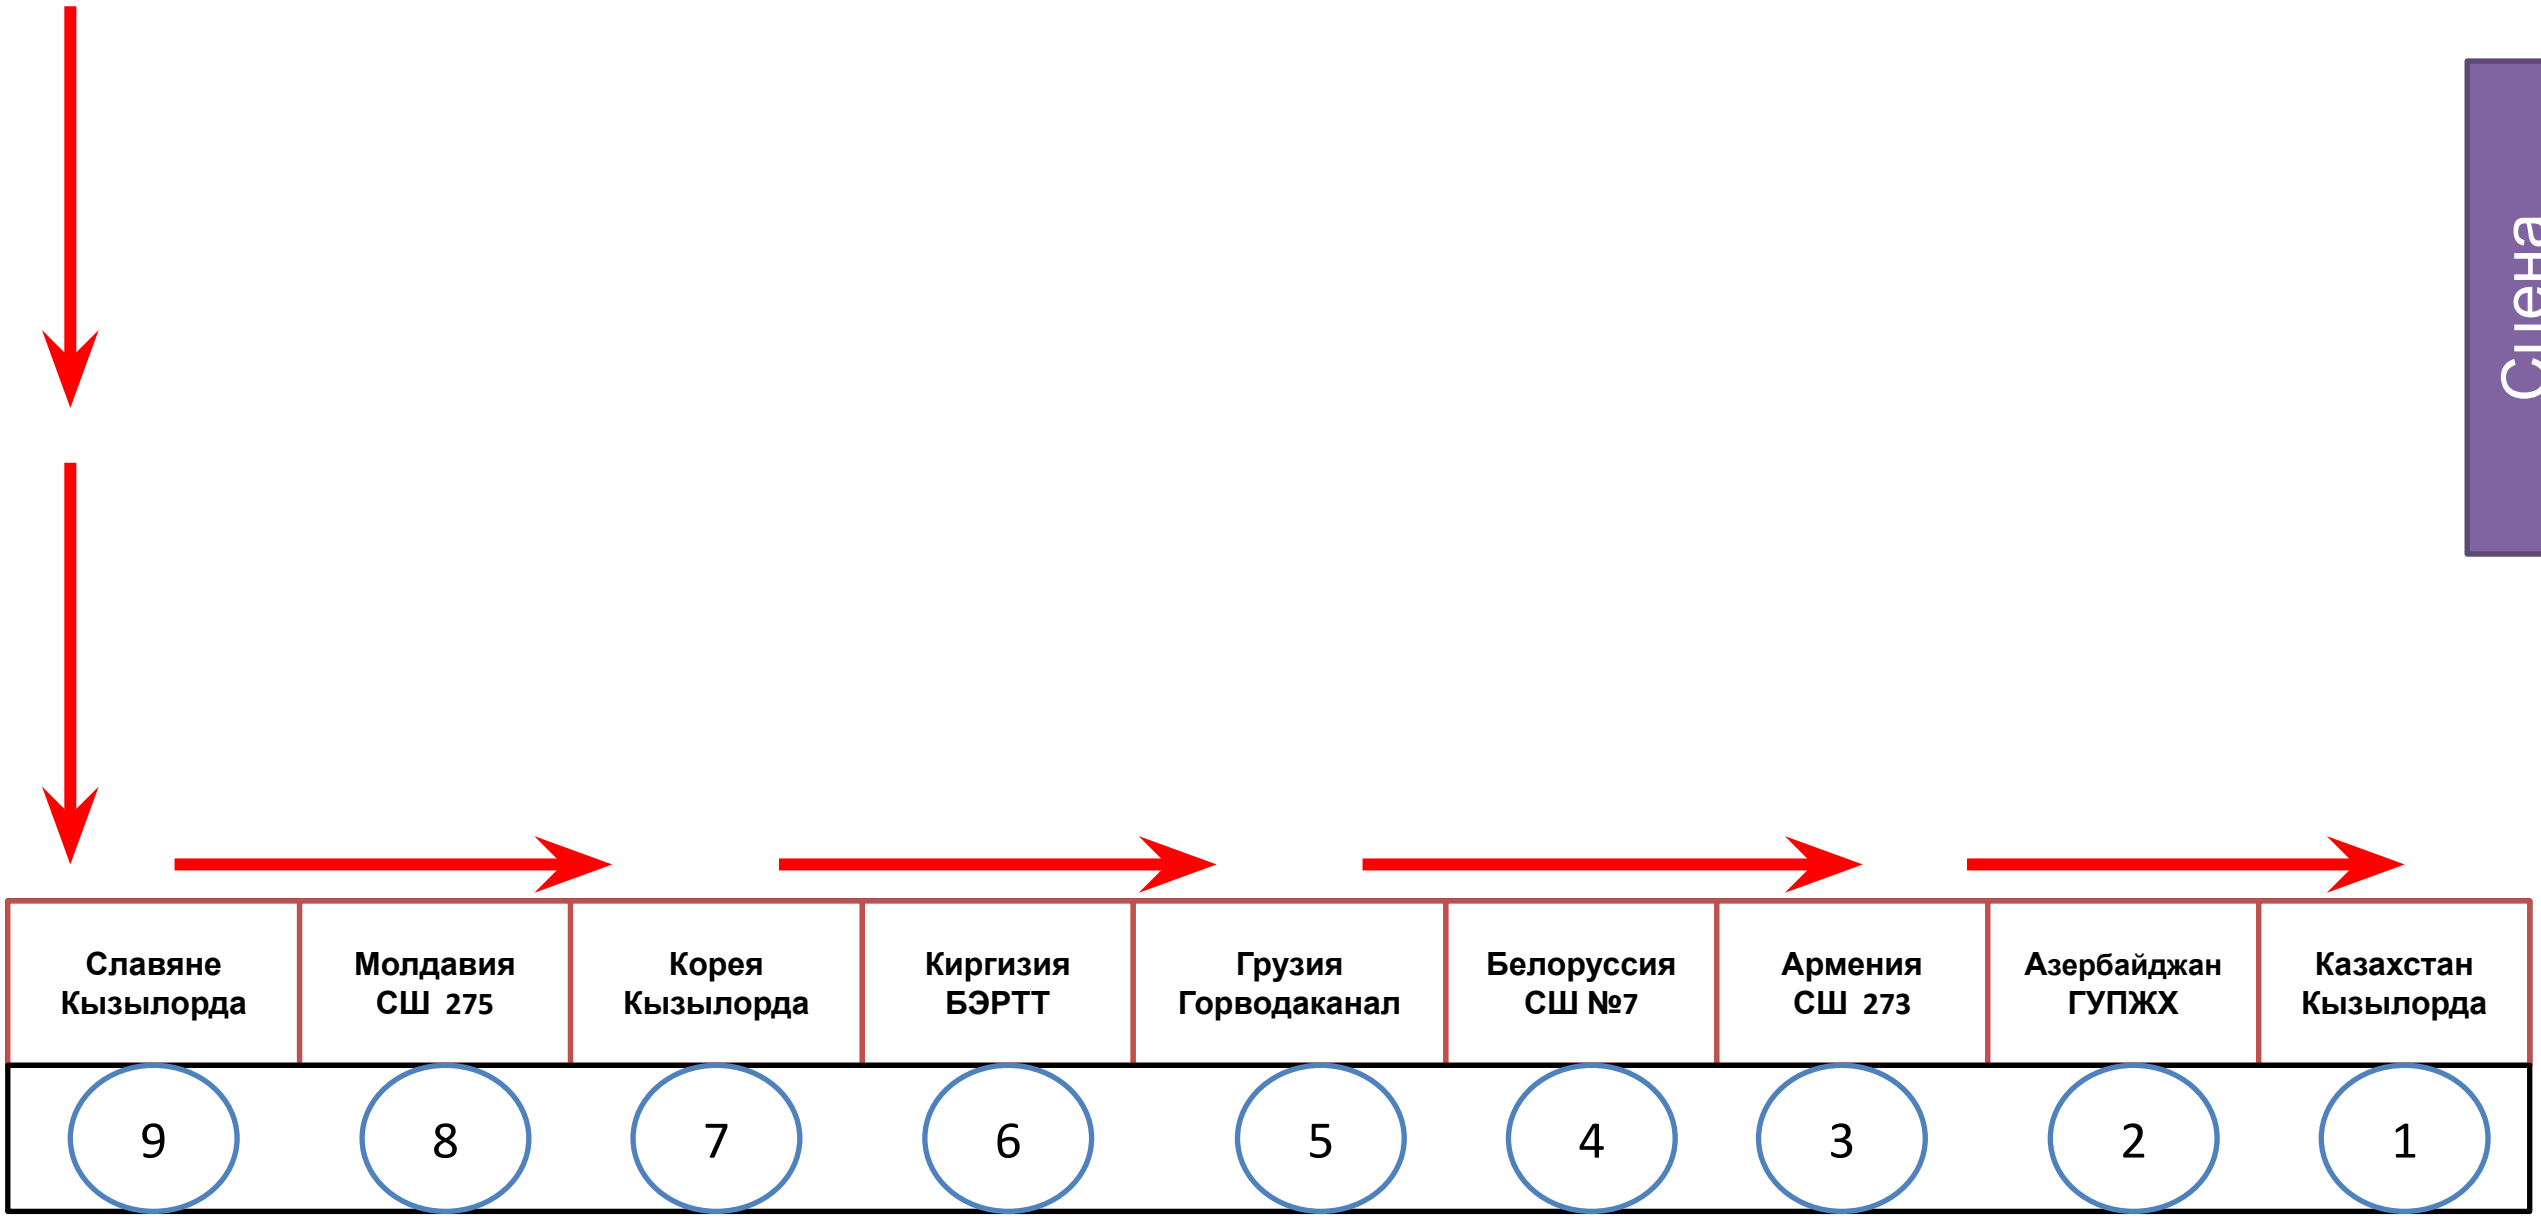 Сцена
Славяне
Кызылорда
Молдавия
СШ 275
Корея
Кызылорда
Киргизия
БЭРТТ
Грузия
Горводаканал
Белоруссия
СШ №7
Армения
СШ 273
Азербайджан
ГУПЖХ
Казахстан
Кызылорда
9
8
7
6
5
4
3
2
1